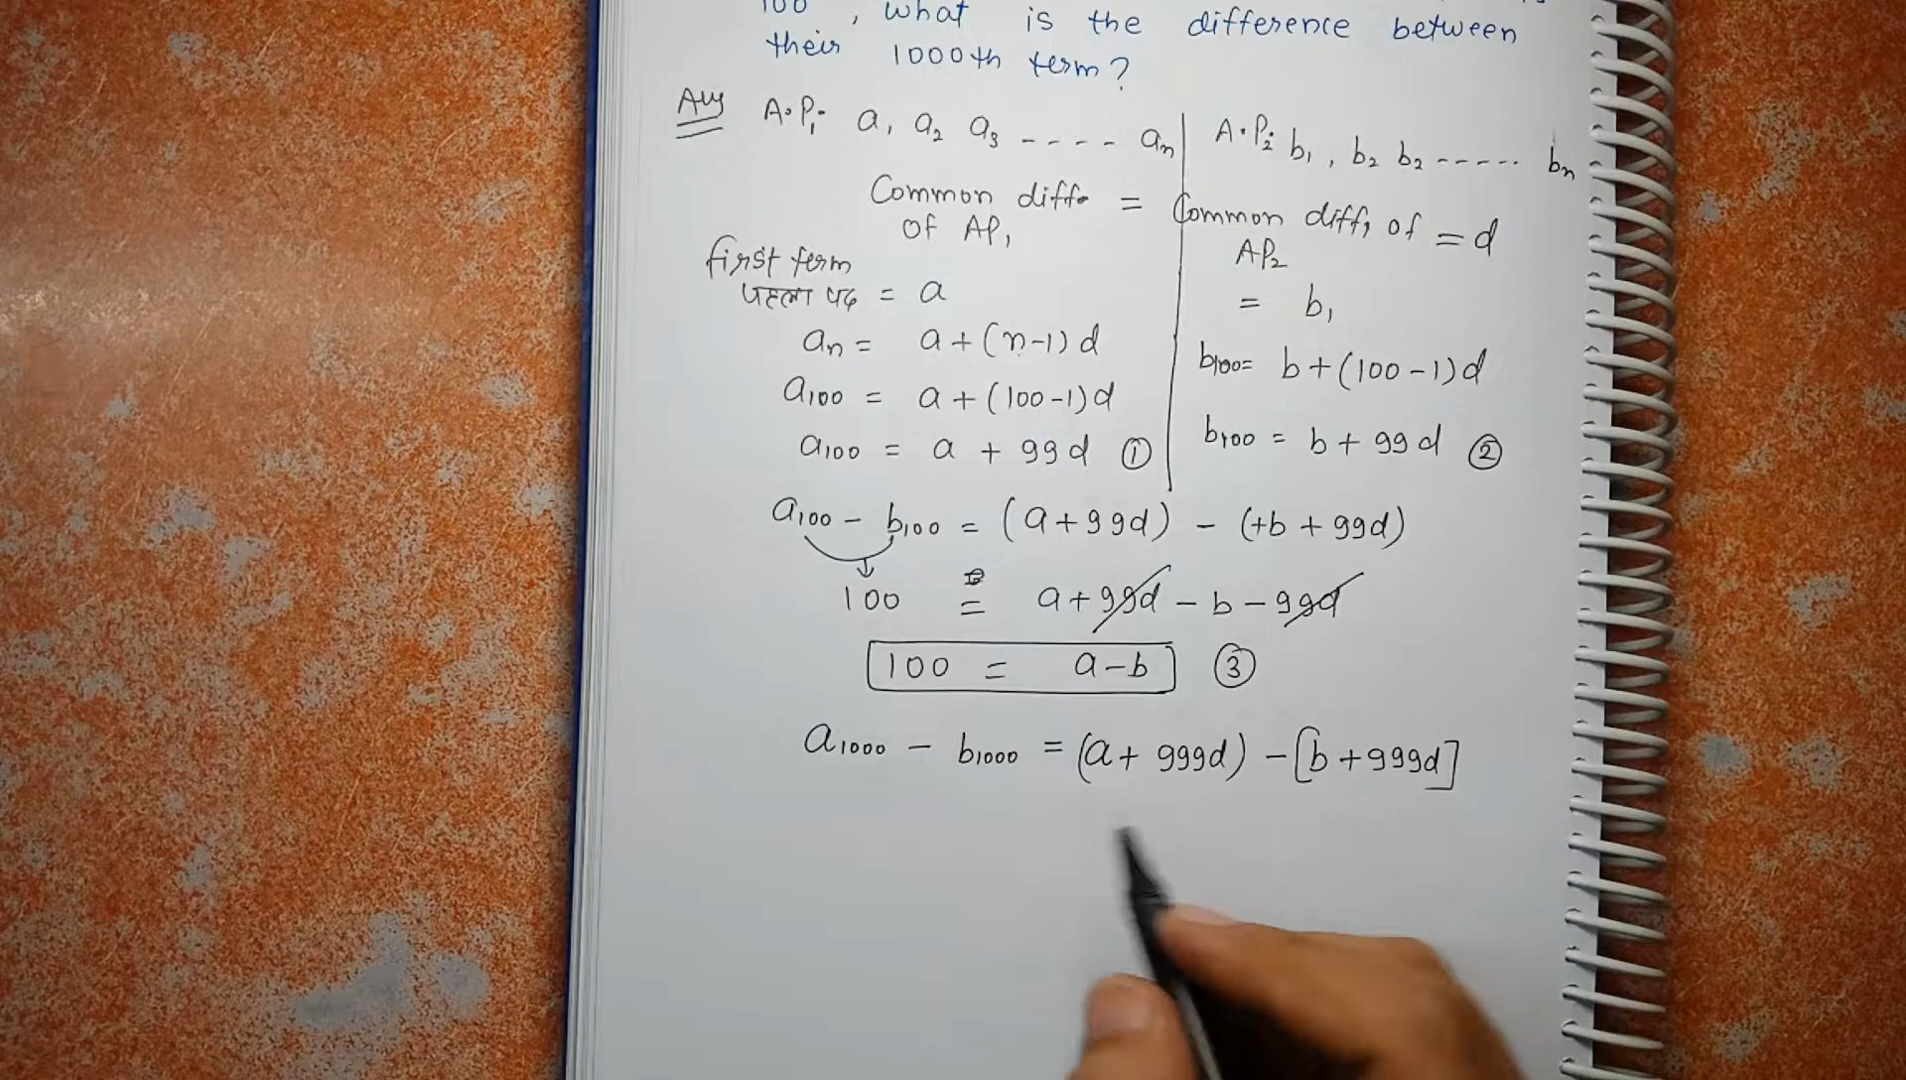 100, what is the difference between
their 1000th term?
Ans A.P₁:- a₁ a₂ a₃ ---- aₙ | A.P₂: b₁, b₂ b₂ ----- bₙ
Common diff. = Common diff, of = d
of AP₁ AP₂
first term
पहला पद = a = b₁
aₙ = a + (n-1)d
b₁₀₀ = b + (100-1)d
a₁₀₀ = a + (100-1)d
a₁₀₀ = a + 99d ① b₁₀₀ = b + 99d ②
a₁₀₀ - b₁₀₀ = (a+99d) - (+b + 99d)
100 = a + 99d - b - 99d
100 = a-b ③
a₁₀₀₀ - b₁₀₀₀ = (a + 999d) - [b + 999d]